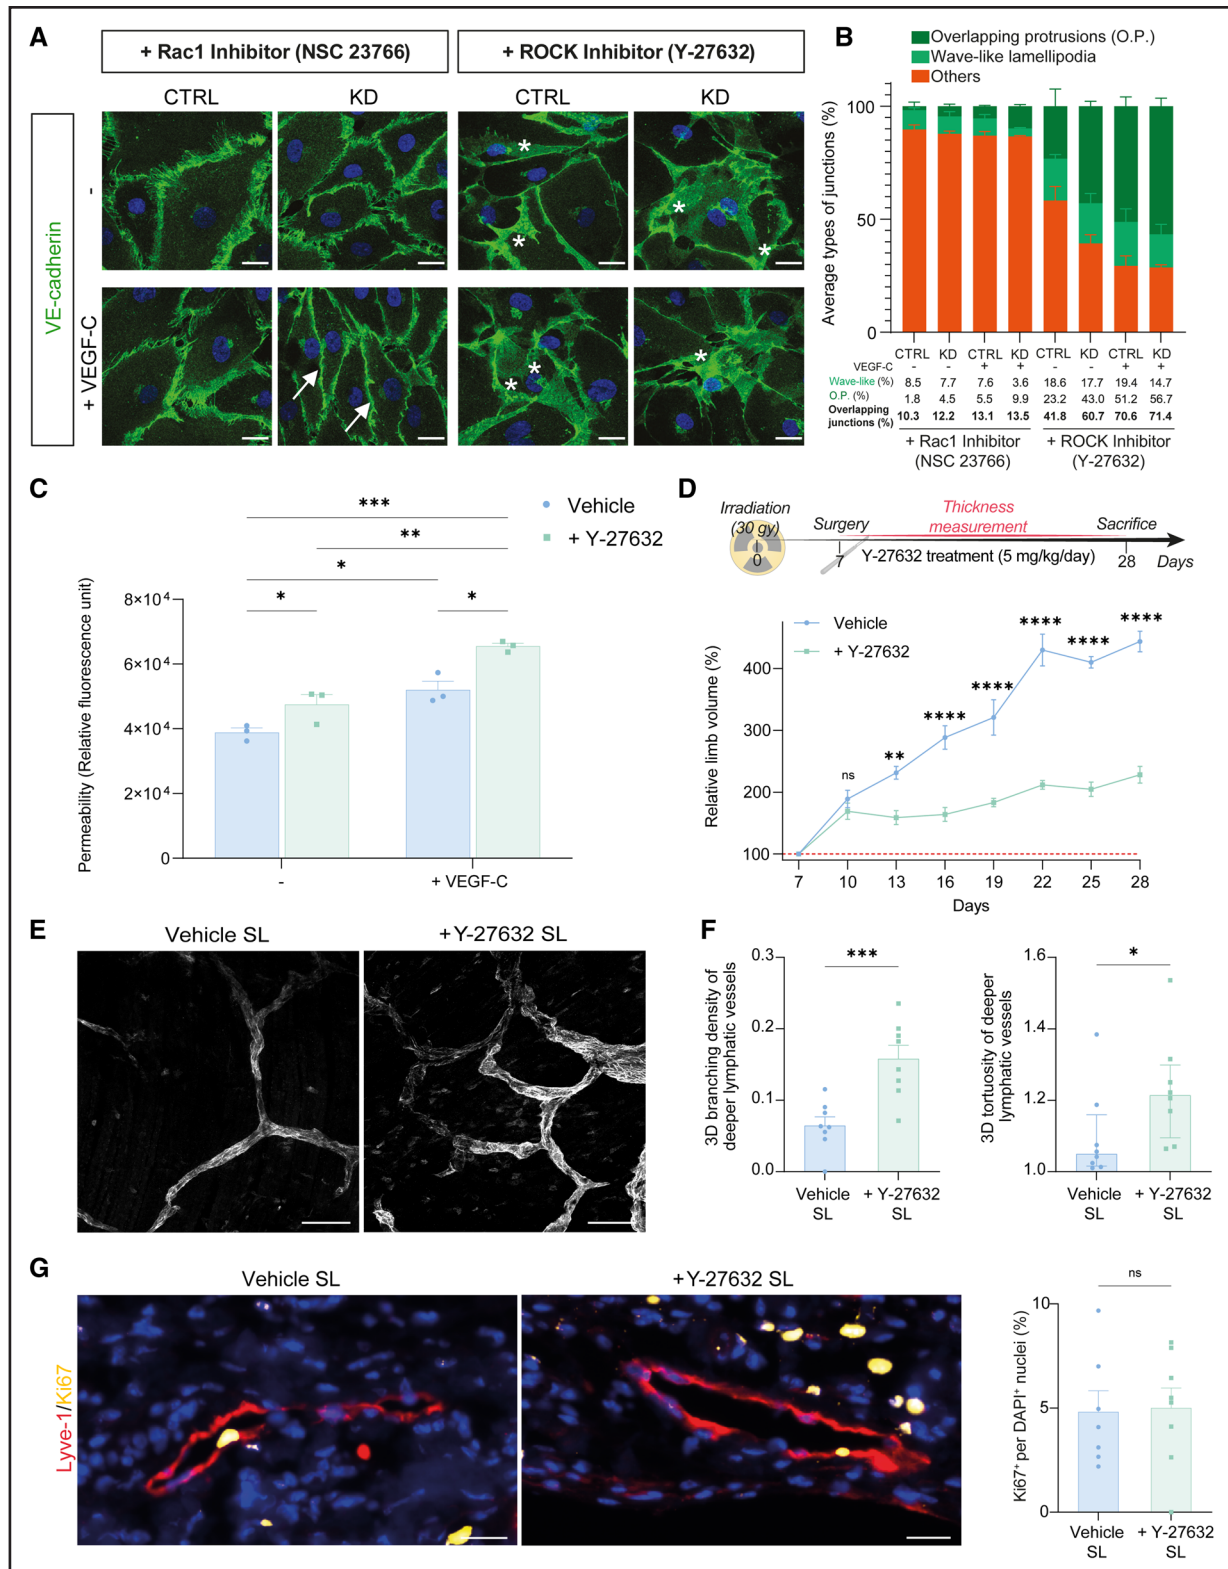 A
+ Rac1 Inhibitor (NSC 23766)
+ ROCK Inhibitor (Y-27632)
CTRL
KD
CTRL
KD
VE-cadherin
-
+ VEGF-C
*
*
*
*
*
*
*
B
Overlapping protrusions (O.P.)
Wave-like lamellipodia
Others
Average types of junctions (%)
100
50
0
CTRL KD CTRL KD CTRL KD CTRL KD
VEGF-C - - + + - - + +
Wave-like (%) 8.5 7.7 7.6 3.6 18.6 17.7 19.4 14.7
O.P. (%) 1.8 4.5 5.5 9.9 23.2 43.0 51.2 56.7
Overlapping
junctions (%) 10.3 12.2 13.1 13.5 41.8 60.7 70.6 71.4
+ Rac1 Inhibitor
(NSC 23766)
+ ROCK Inhibitor
(Y-27632)
C
Vehicle
+ Y-27632
***
**
*
*
*
Permeability (Relative fluorescence unit)
8×10⁴
6×10⁴
4×10⁴
2×10⁴
0
-
+ VEGF-C
D
Irradiation
(30 gy)
Surgery
Thickness
measurement
Sacrifice
0
7
Y-27632 treatment (5 mg/kg/day)
28
Days
Vehicle
+ Y-27632
Relative limb volume (%)
400
300
200
100
ns
**
****
****
****
****
****
7 10 13 16 19 22 25 28
Days
E
Vehicle SL
+Y-27632 SL
F
3D branching density of
deeper lymphatic vessels
0.3
0.2
0.1
0.0
***
Vehicle
SL
+ Y-27632
SL
3D tortuosity of deeper
lymphatic vessels
1.6
1.4
1.2
1.0
*
Vehicle
SL
+ Y-27632
SL
G
Vehicle SL
+Y-27632 SL
Lyve-1/Ki67
Ki67⁺ per DAPI⁺ nuclei (%)
10
5
0
ns
Vehicle
SL
+ Y-27632
SL